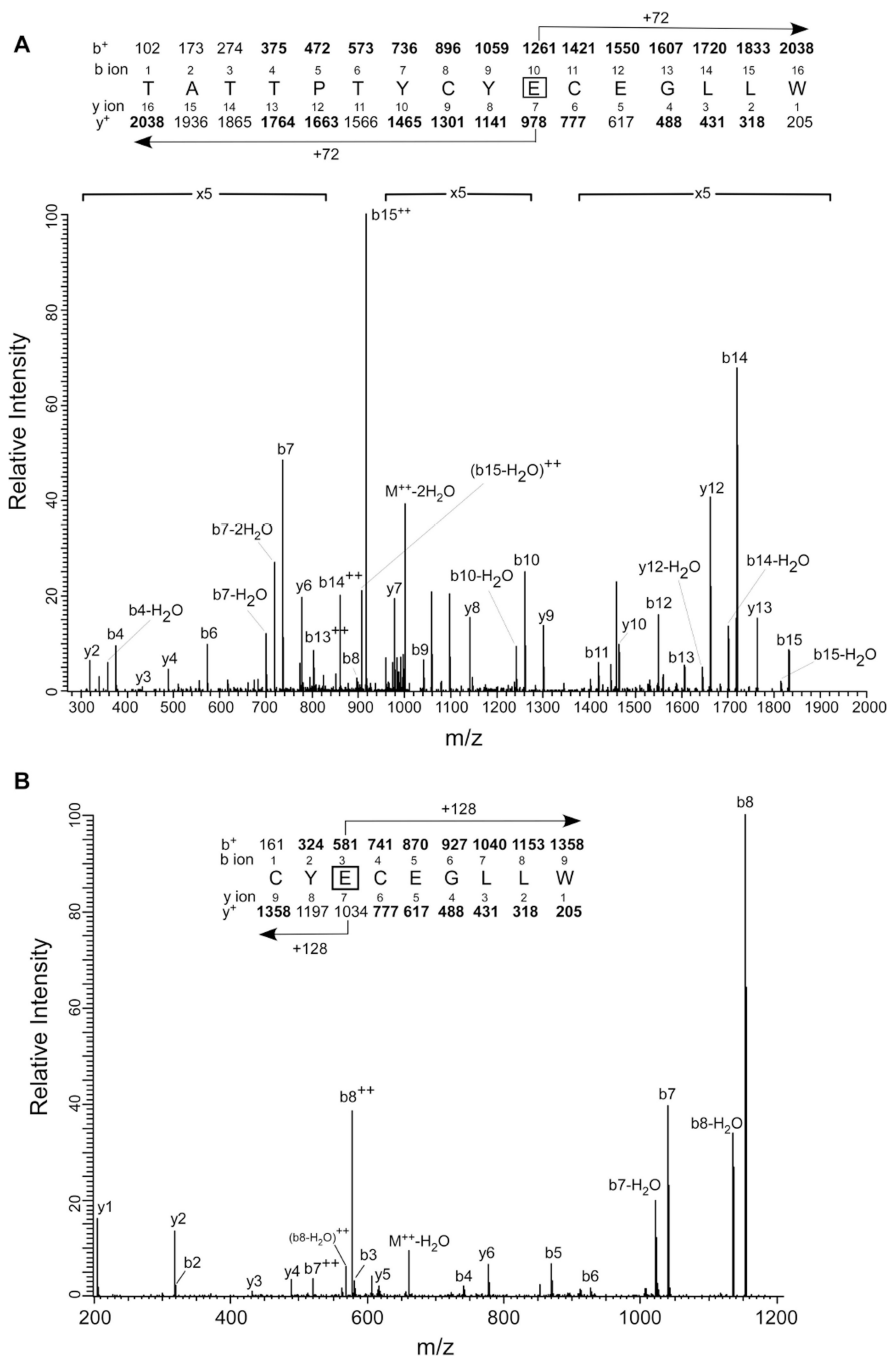 A
+72
b+ 102 173 274 375 472 573 736 896 1059 1261 1421 1550 1607 1720 1833 2038
b ion 1 2 3 4 5 6 7 8 9 10 11 12 13 14 15 16
T A T T P T Y C Y E C E G L L W
y ion 16 15 14 13 12 11 10 9 8 7 6 5 4 3 2 1
y+ 2038 1936 1865 1764 1663 1566 1465 1301 1141 978 777 617 488 431 318 205
+72
x5 x5 x5
100
80
60
40
20
0
Relative Intensity
b15++
b14
b7
(b15-H2O)++
M++-2H2O
y12
b7-2H2O
b14++
b10-H2O
b10
y12-H2O
b14-H2O
b7-H2O
y6
y7
y8
y9
b12
y13
b4-H2O
b13++
y10
y2
b4
b6
b8
b9
b11
b13
b15
y3
y4
b15-H2O
300 400 500 600 700 800 900 1000 1100 1200 1300 1400 1500 1600 1700 1800 1900 2000
m/z
B
+128
b+ 161 324 581 741 870 927 1040 1153 1358
b ion 1 2 3 4 5 6 7 8 9
C Y E C E G L L W
y ion 9 8 7 6 5 4 3 2 1
y+ 1358 1197 1034 777 617 488 431 318 205
+128
100
80
60
40
20
0
Relative Intensity
b8
b8++
b7
b8-H2O
b7-H2O
y1
y2
(b8-H2O)++
M++-H2O
b2
b7++
b3
y6
b5
y3
y4
y5
b4
b6
200 400 600 800 1000 1200
m/z